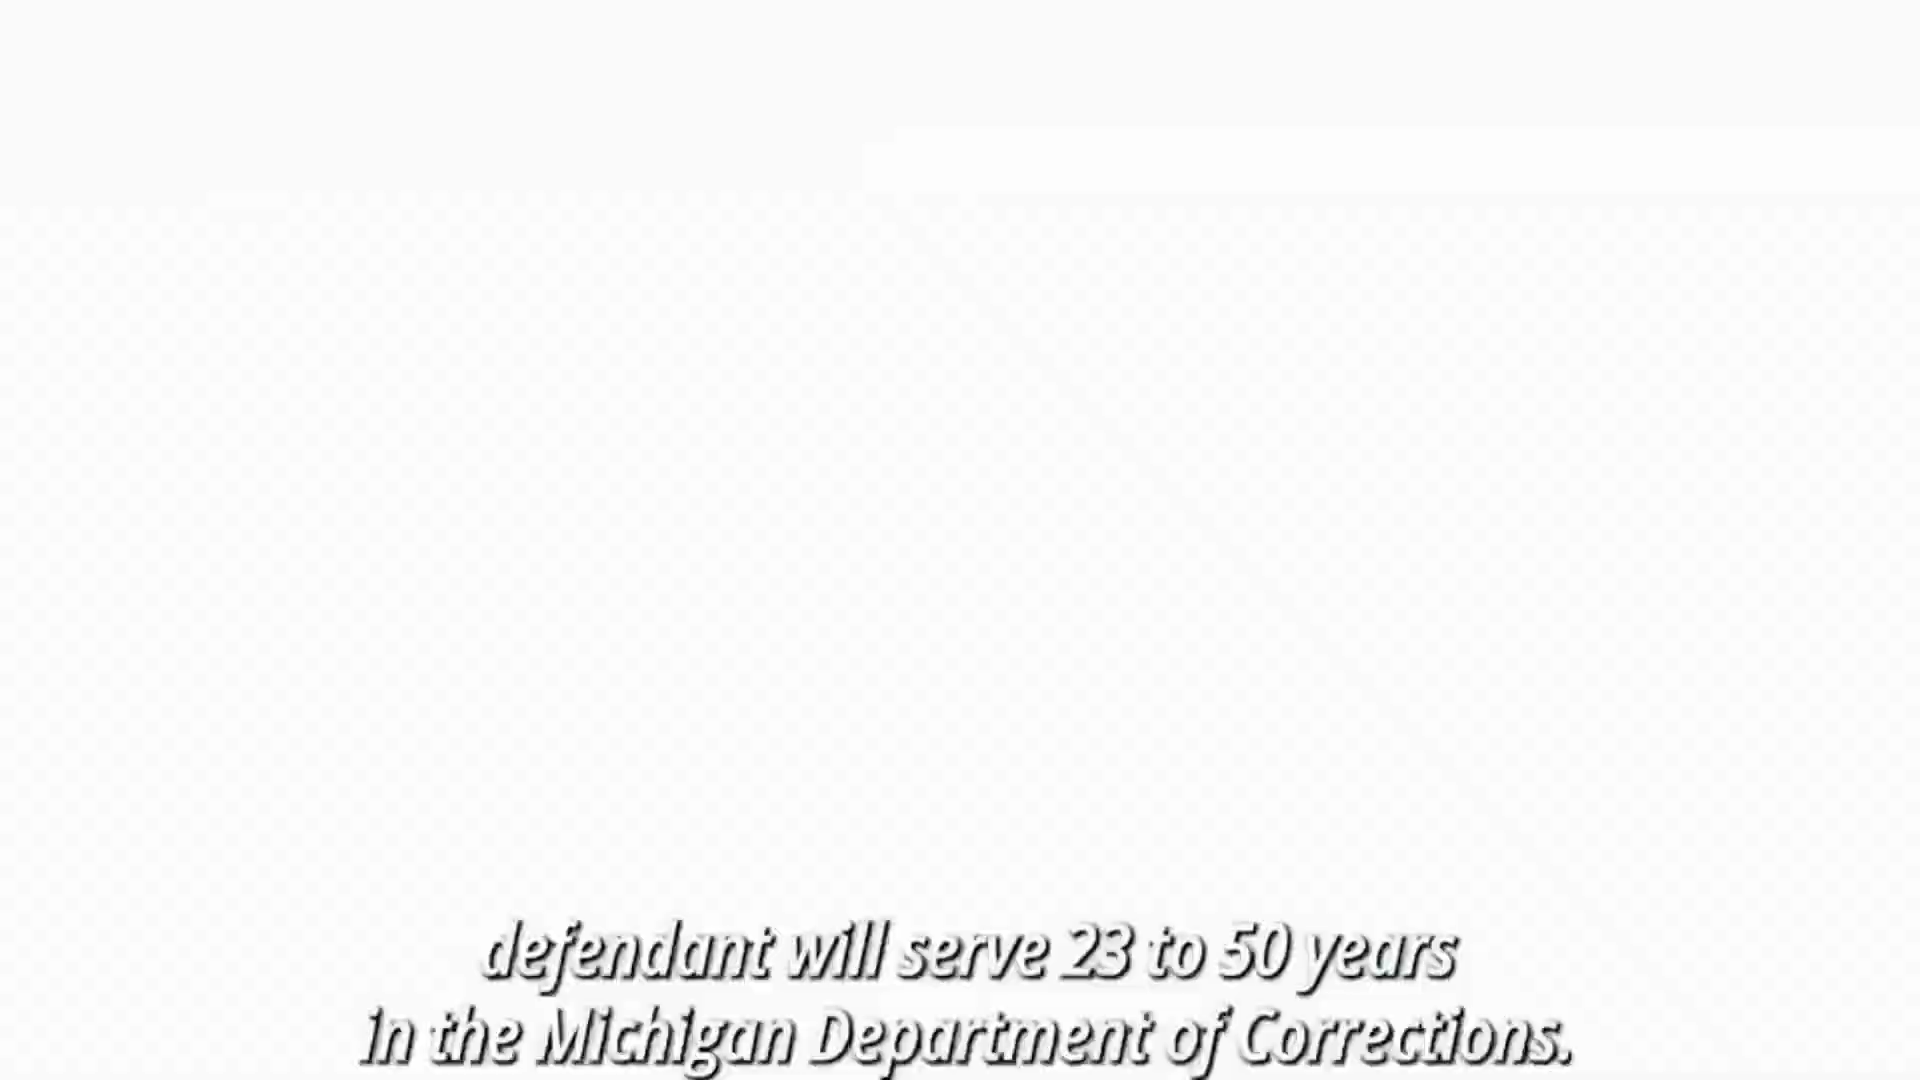 defendant will serve 23 to 50 years
in the Michigan Department of Corrections.